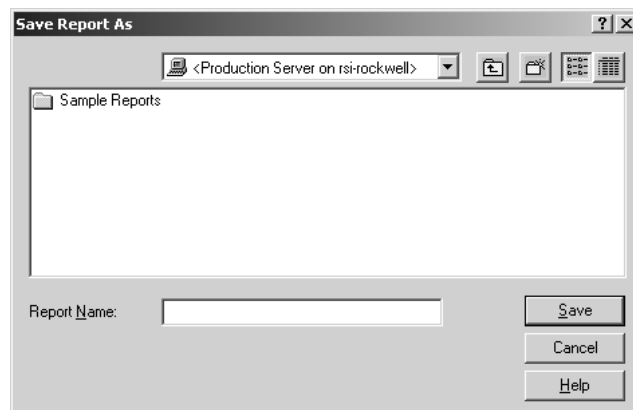 Save Report As
<Production Server on rsi-rockwell>
Sample Reports
Report Name:
Save
Cancel
Help